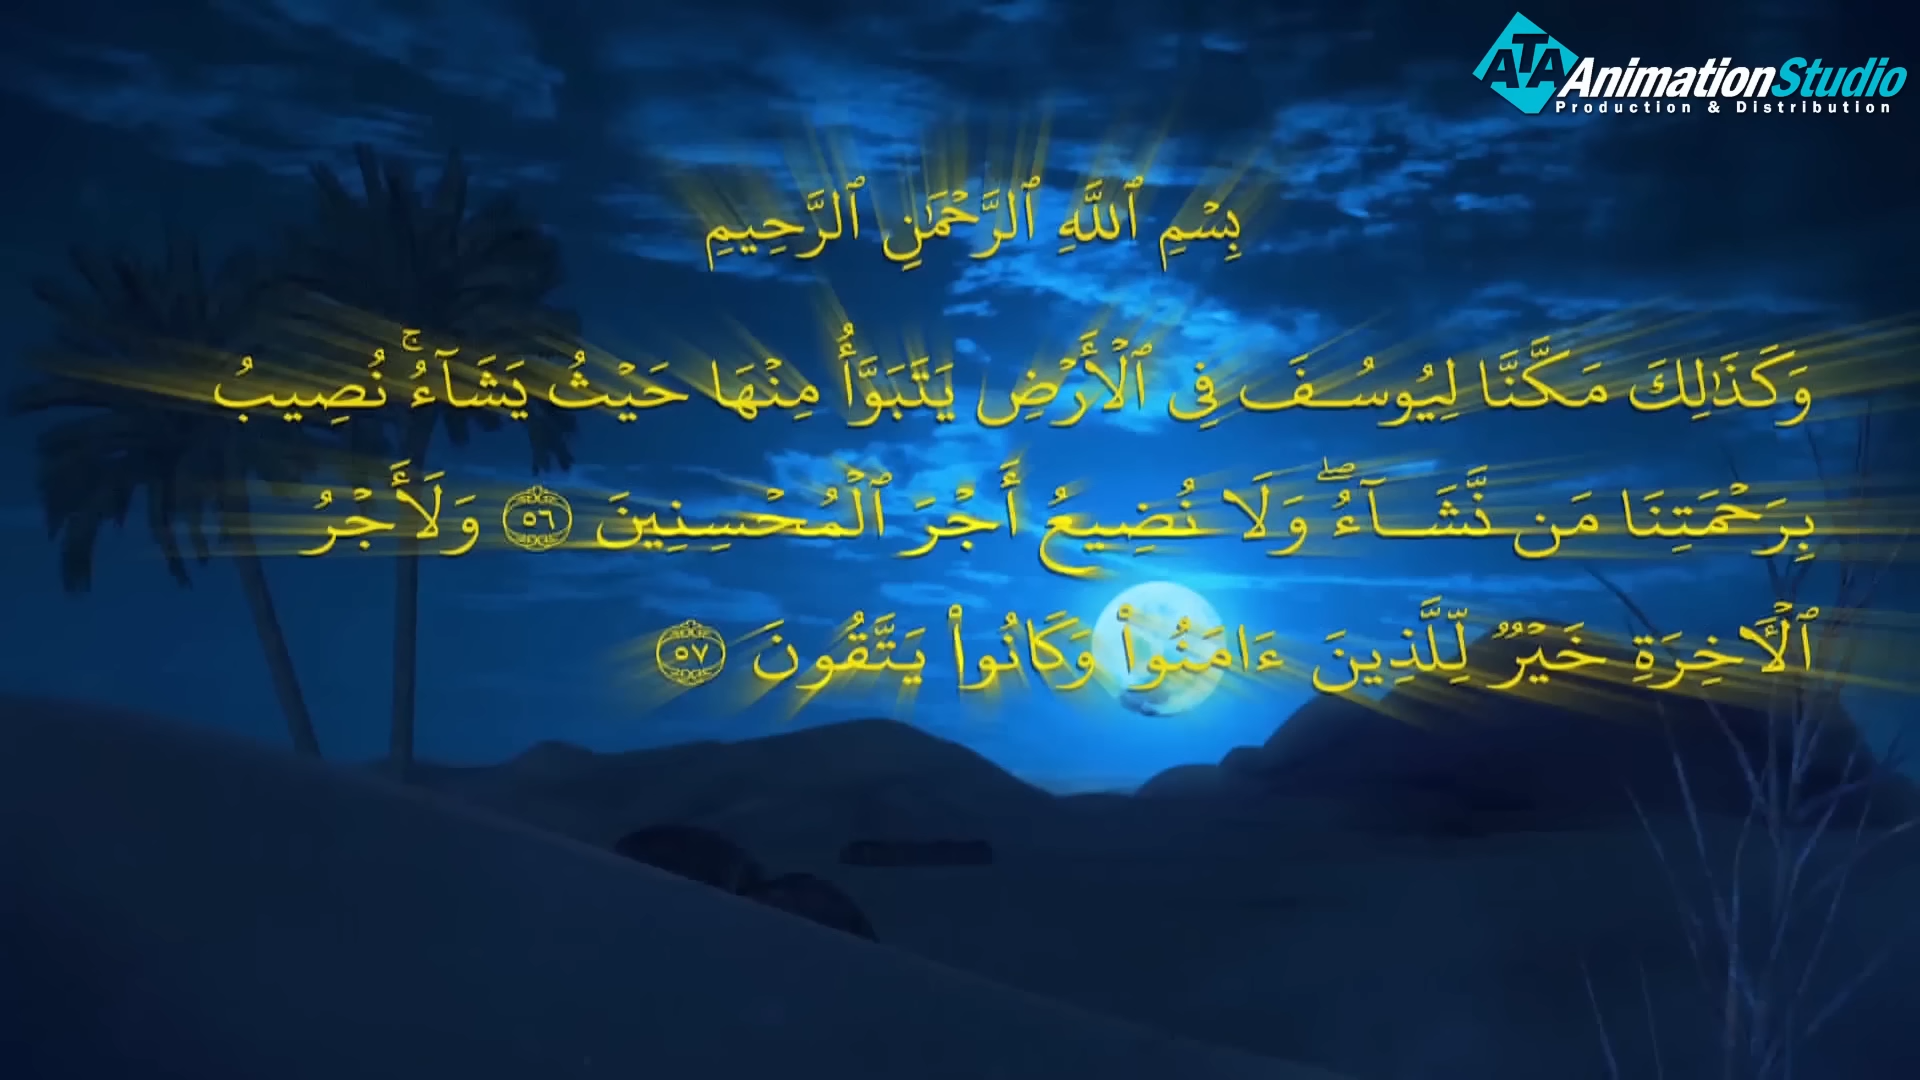 ATA AnimationStudio
Production & Distribution
بِسْمِ ٱللَّهِ ٱلرَّحْمَٰنِ ٱلرَّحِيمِ
وَكَذَٰلِكَ مَكَّنَّا لِيُوسُفَ فِى ٱلْأَرْضِ يَتَبَوَّأُ مِنْهَا حَيْثُ يَشَآءُ ۚ نُصِيبُ
بِرَحْمَتِنَا مَن نَّشَآءُ ۖ وَلَا نُضِيعُ أَجْرَ ٱلْمُحْسِنِينَ ٥٦ وَلَأَجْرُ
ٱلْـَٔاخِرَةِ خَيْرٌ لِّلَّذِينَ ءَامَنُوا۟ وَكَانُوا۟ يَتَّقُونَ ٥٧